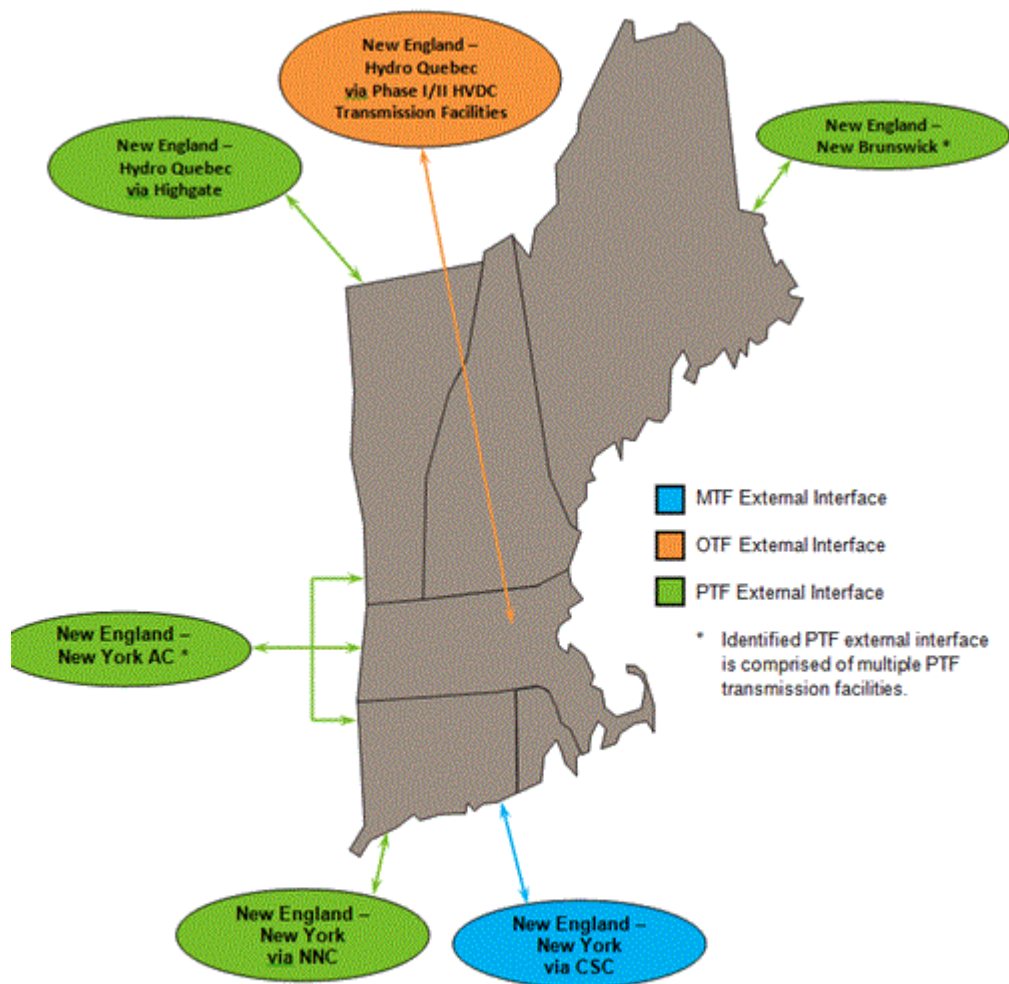 New England –
Hydro Quebec
via Phase I/II HVDC
Transmission Facilities
New England –
Hydro Quebec
via Highgate
New England –
New Brunswick *
MTF External Interface
OTF External Interface
PTF External Interface
* Identified PTF external interface
is comprised of multiple PTF
transmission facilities.
New England –
New York AC *
New England –
New York
via NNC
New England –
New York
via CSC